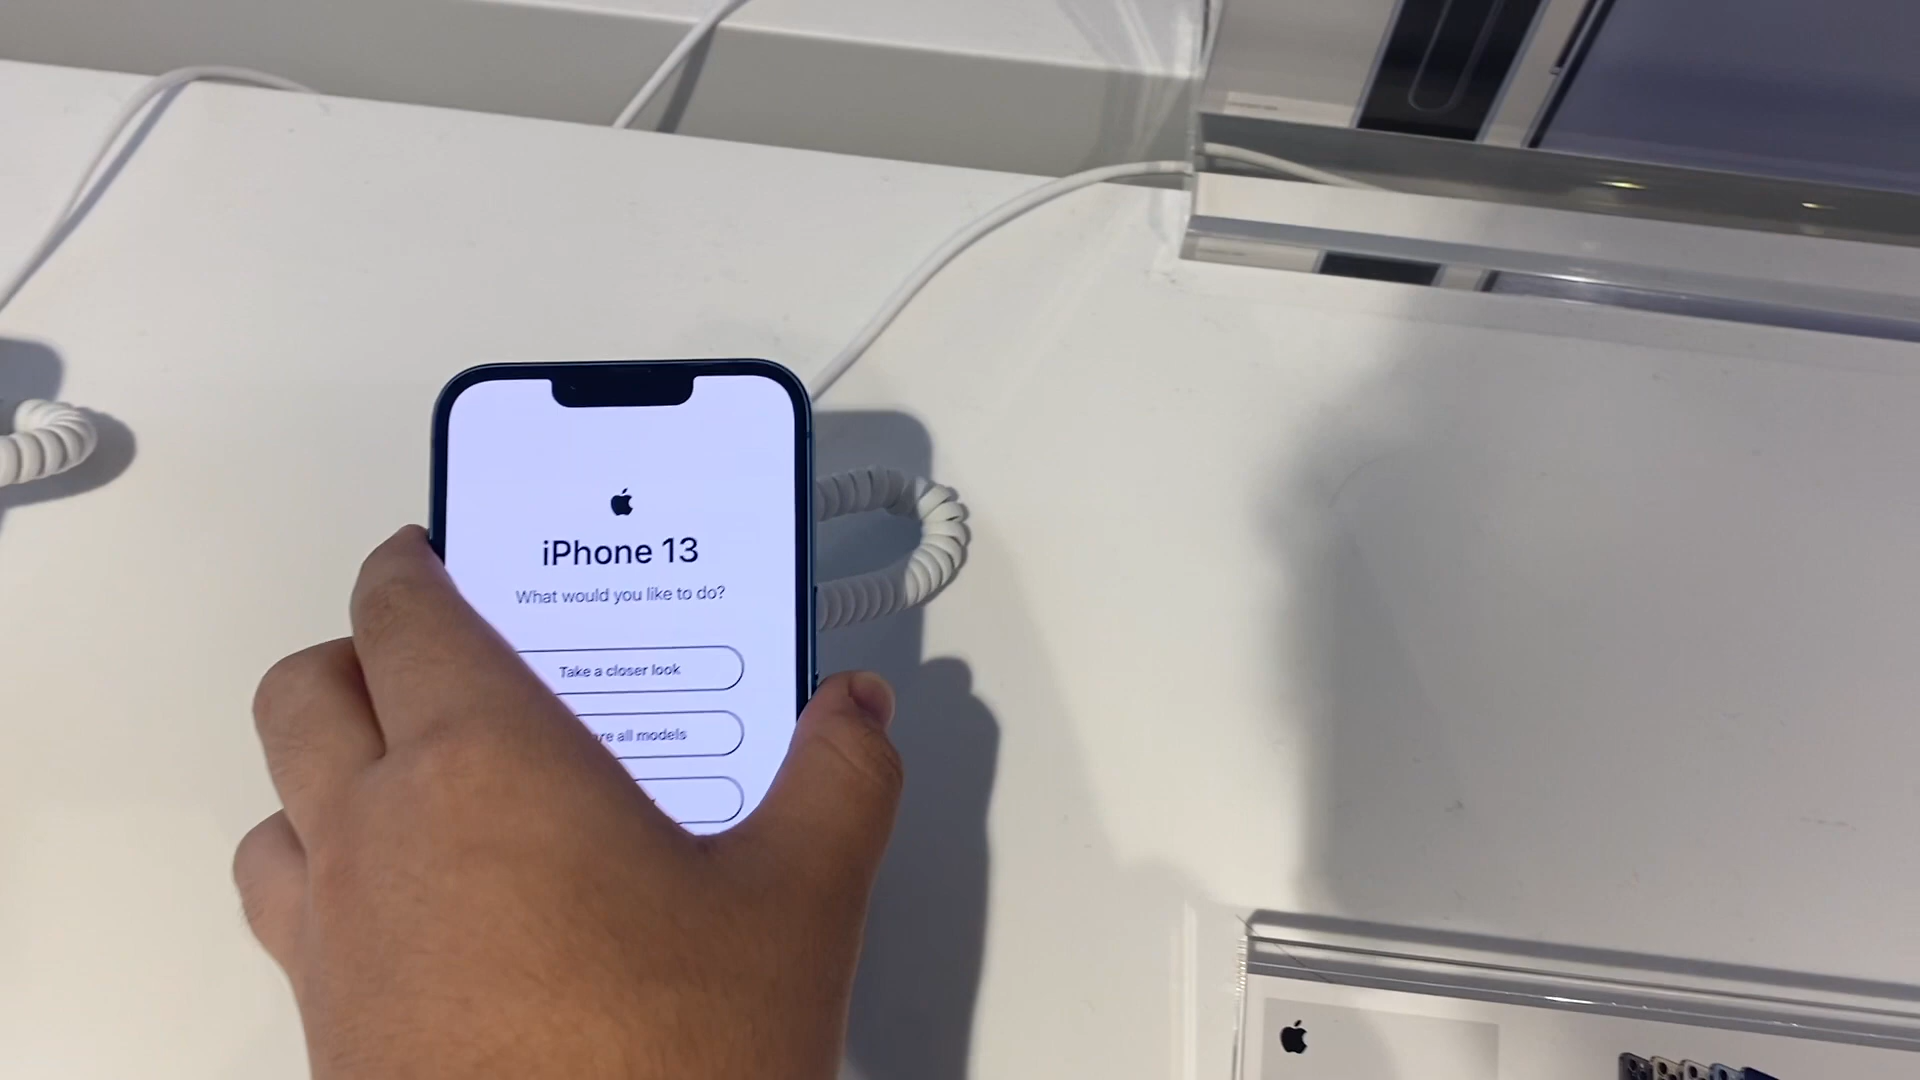 iPhone 13
What would you like to do?
Take a closer look
all models